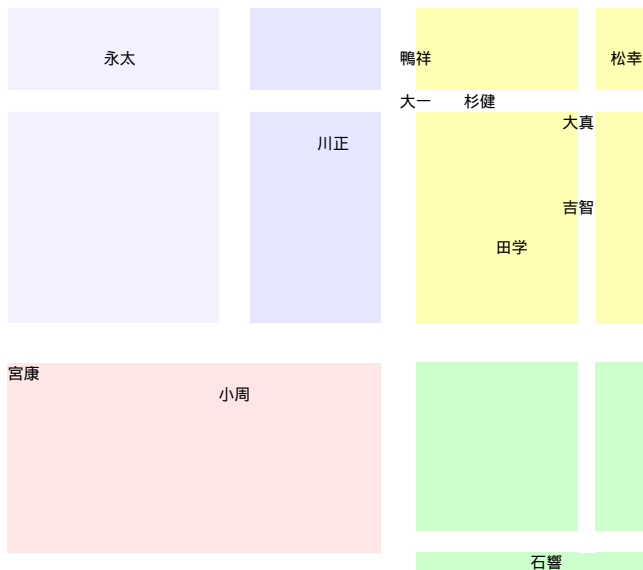 永太
鴨祥
松幸
大一
杉健
大真
川正
吉智
田学
宮康
小周
石響